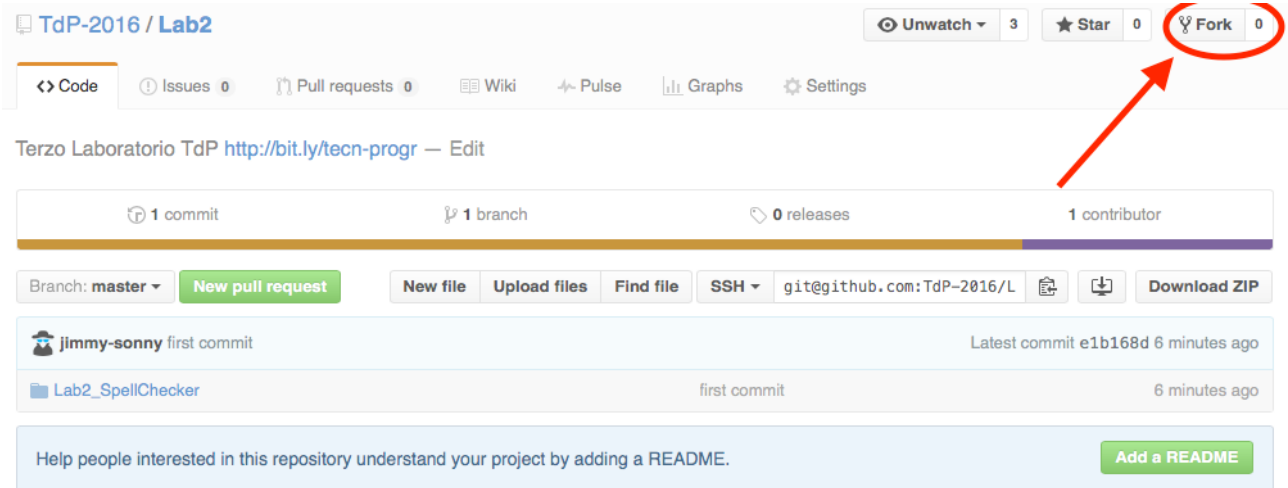 TdP-2016 / Lab2 Unwatch 3 Star 0 Fork 0
Code Issues 0 Pull requests 0 Wiki Pulse Graphs Settings
Terzo Laboratorio TdP http://bit.ly/tecn-progr — Edit
1 commit 1 branch 0 releases 1 contributor
Branch: master New pull request New file Upload files Find file SSH git@github.com:TdP-2016/L Download ZIP
jimmy-sonny first commit Latest commit e1b168d 6 minutes ago
Lab2_SpellChecker first commit 6 minutes ago
Help people interested in this repository understand your project by adding a README. Add a README